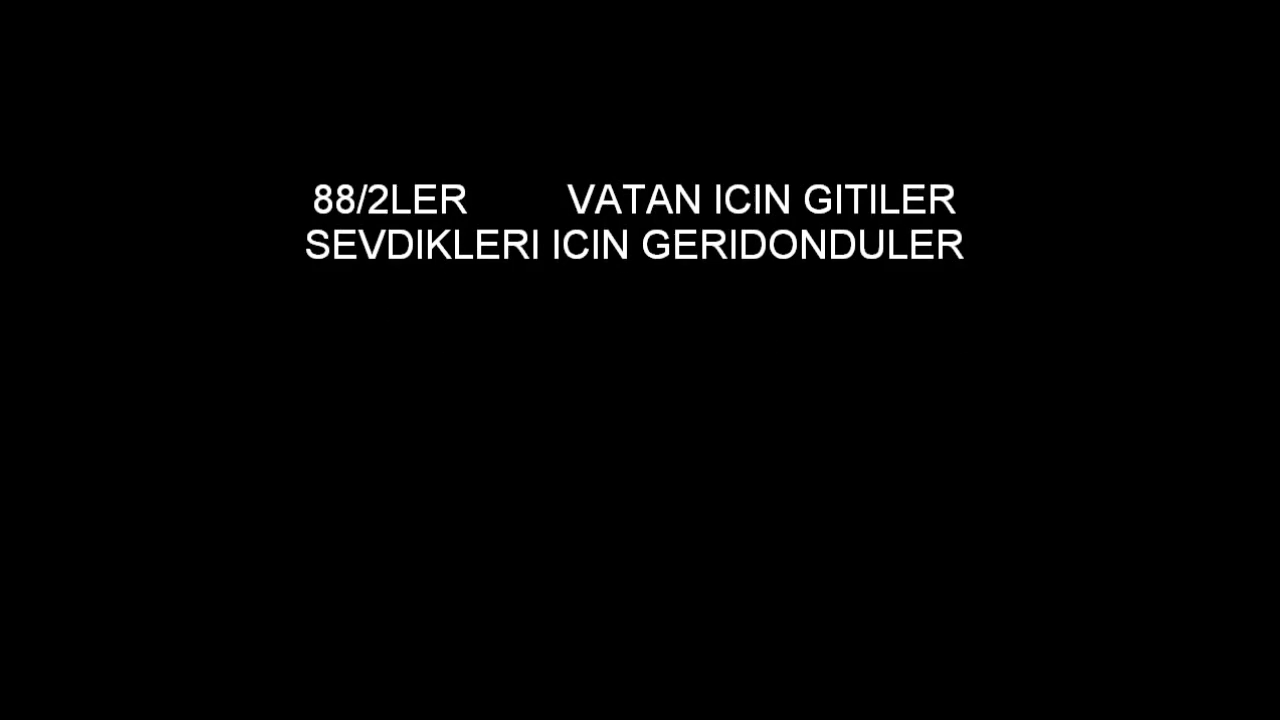 88/2LER VATAN ICIN GITILER
SEVDIKLERI ICIN GERIDONDULER